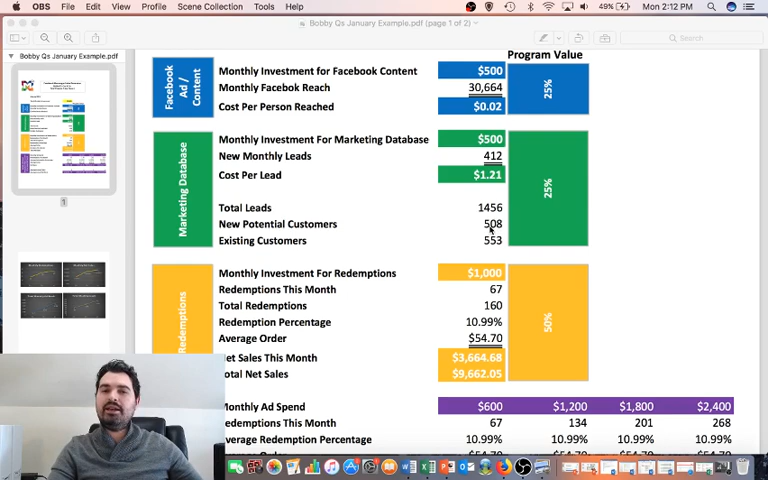 OBS File Edit View Profile Scene Collection Tools Help 49% Mon 2:12 PM
Bobby Qs January Example.pdf (page 1 of 2)
Search
Bobby Qs January Example.pdf
1
Program Value
Facebook Ad / Content
Monthly Investment for Facebook Content $500
Monthly Facebok Reach 30,664
Cost Per Person Reached $0.02
25%
Marketing Database
Monthly Investment For Marketing Database $500
New Monthly Leads 412
Cost Per Lead $1.21
Total Leads 1456
New Potential Customers 508
Existing Customers 553
25%
Redemptions
Monthly Investment For Redemptions $1,000
Redemptions This Month 67
Total Redemptions 160
Redemption Percentage 10.99%
Average Order $54.70
Net Sales This Month $3,664.68
Total Net Sales $9,662.05
50%
Monthly Ad Spend $600 $1,200 $1,800 $2,400
Redemptions This Month 67 134 201 268
Average Redemption Percentage 10.99% 10.99% 10.99% 10.99%